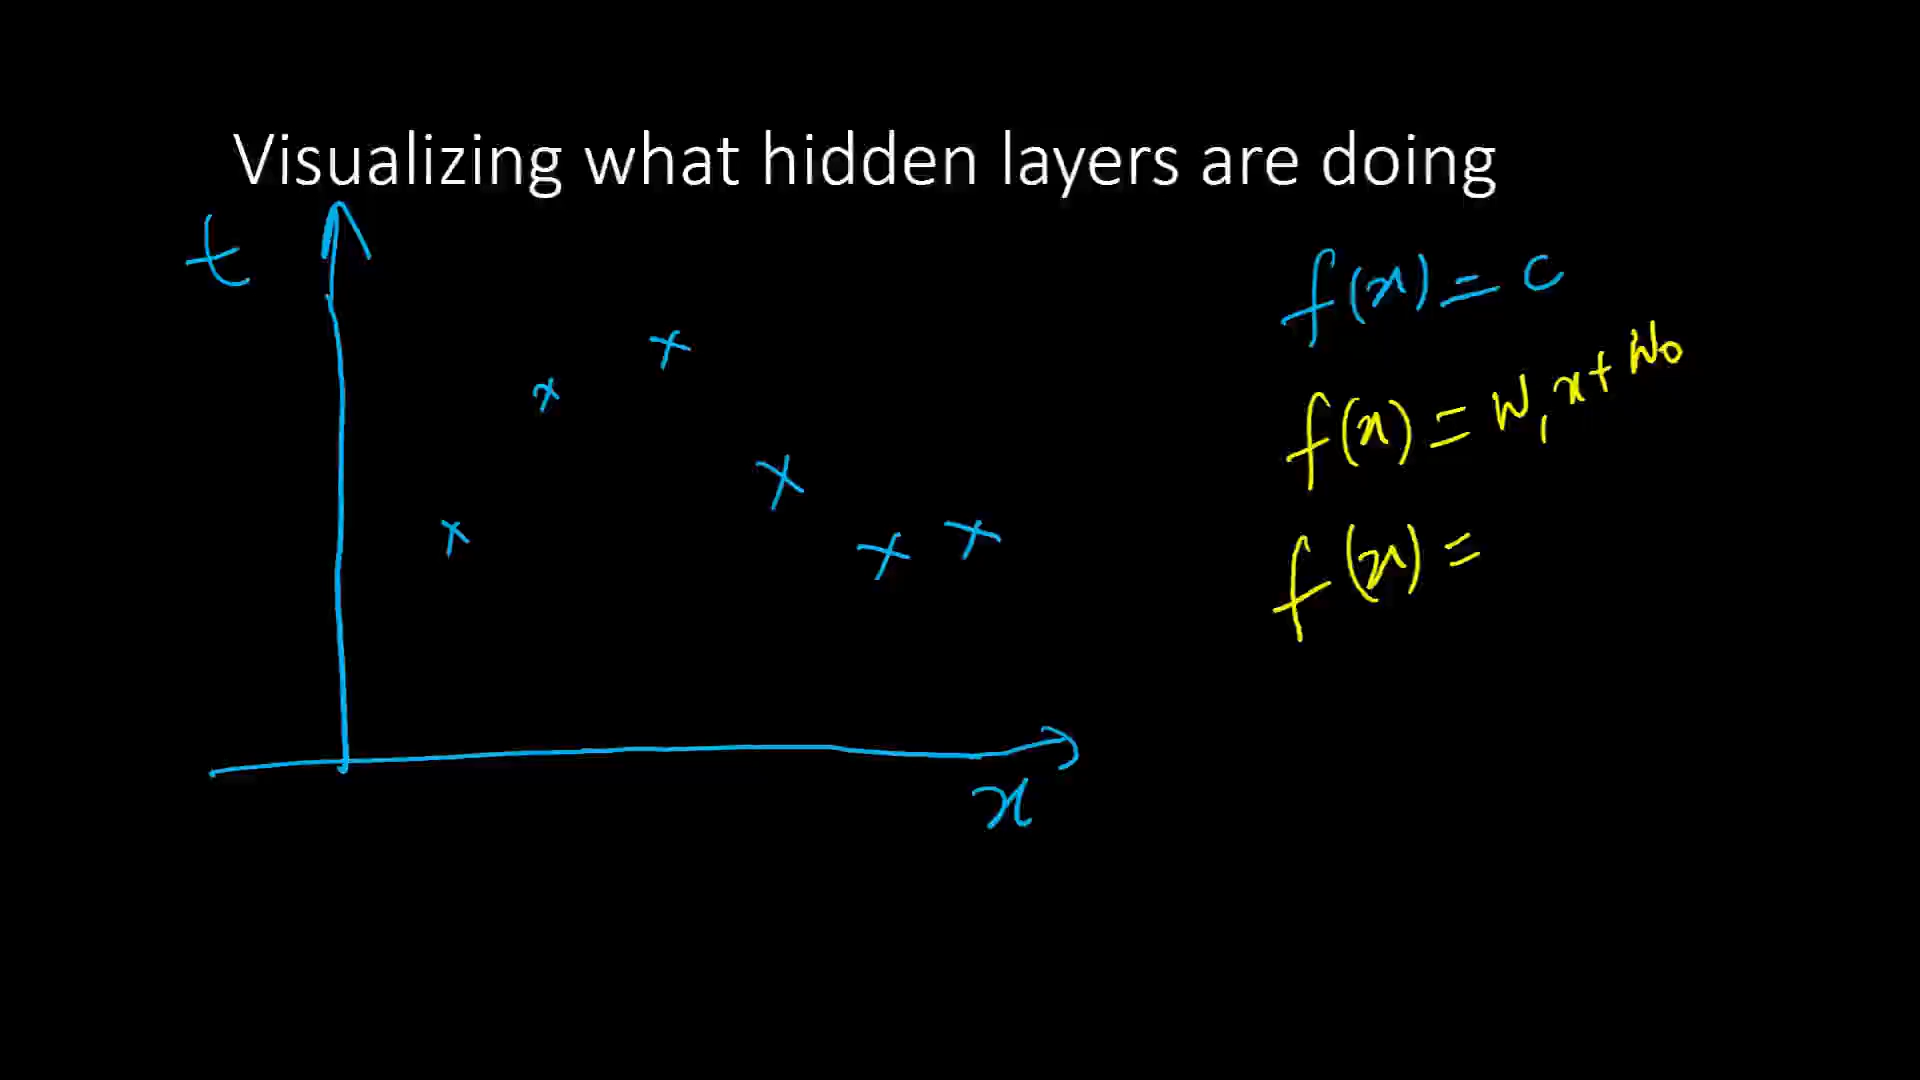 Visualizing what hidden layers are doing
t
f(x) = c
f(x) = W₁x + W₀
f(x) =
x